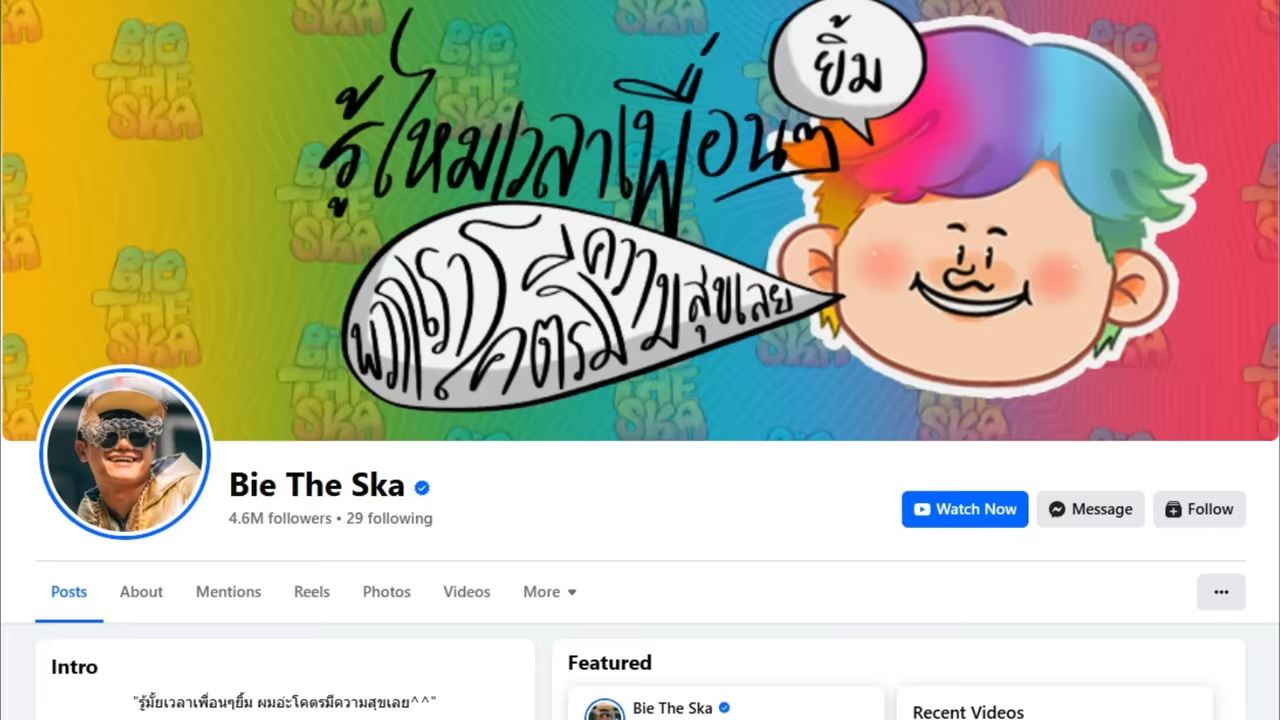 ยิ้ม
รู้ไหมเวลาเพื่อนๆ
พวกเราโคตรมีความสุขเลย
BIE THE SKA
Bie The Ska
4.6M followers • 29 following
Watch Now
Message
Follow
Posts
About
Mentions
Reels
Photos
Videos
More
Intro
"รู้มั้ยเวลาเพื่อนๆยิ้ม ผมอ่ะโคตรมีความสุขเลย^^"
Featured
Bie The Ska
Recent Videos